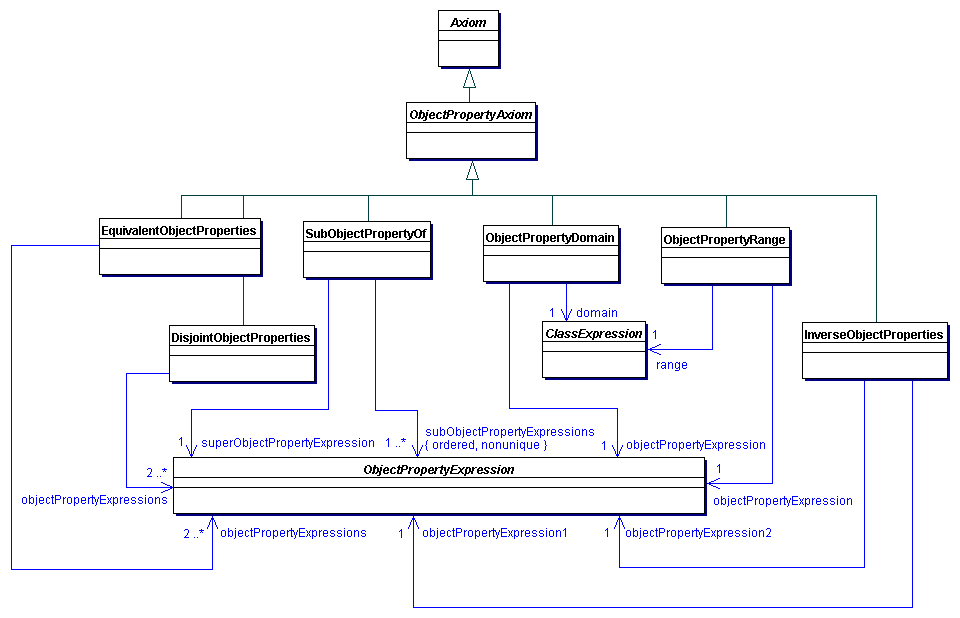 Axiom
ObjectPropertyAxiom
EquivalentObjectProperties
SubObjectPropertyOf
ObjectPropertyDomain
ObjectPropertyRange
1
domain
DisjointObjectProperties
ClassExpression
1
range
InverseObjectProperties
1
superObjectPropertyExpression
1 ..*
subObjectPropertyExpressions
{ ordered, nonunique }
1
objectPropertyExpression
2 ..*
objectPropertyExpressions
ObjectPropertyExpression
1
objectPropertyExpression
2 ..*
objectPropertyExpressions
1
objectPropertyExpression1
1
objectPropertyExpression2